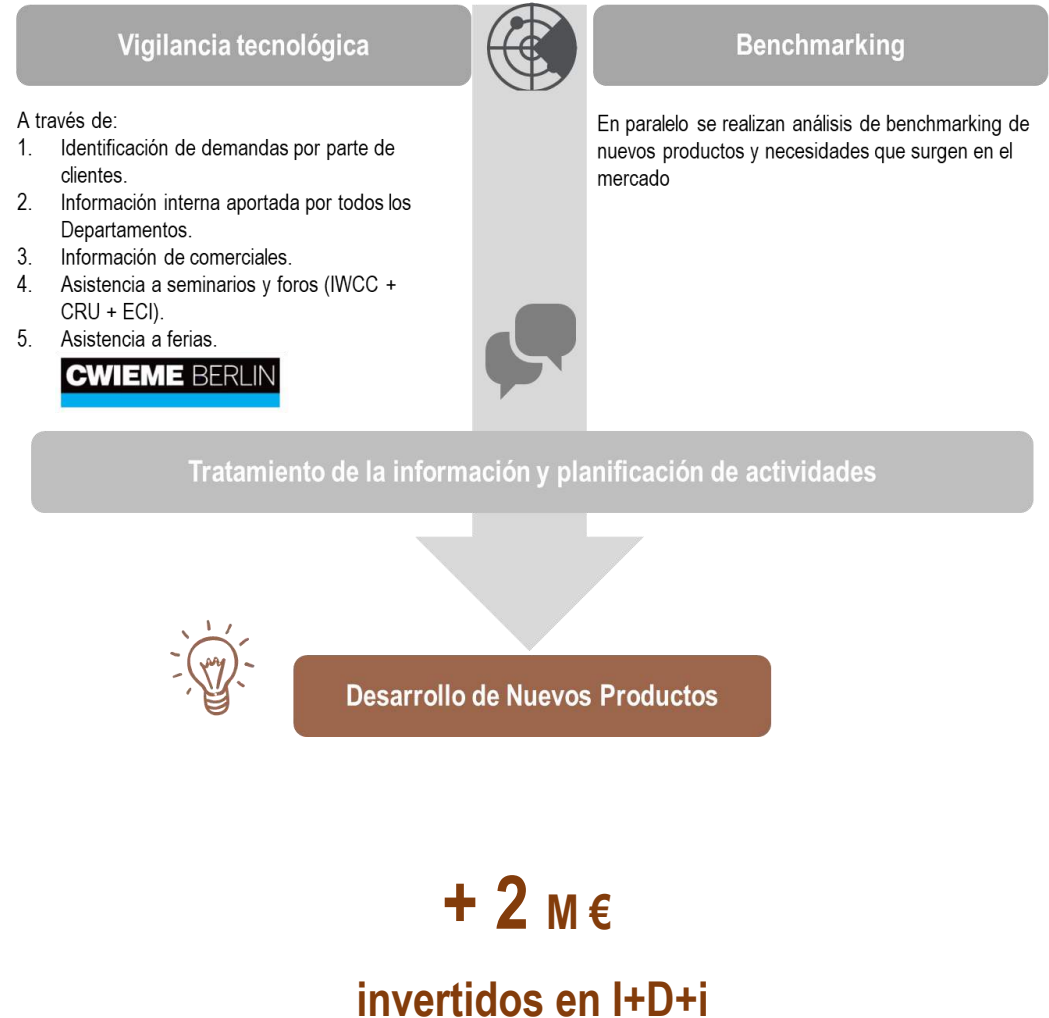 Vigilancia tecnológica
Benchmarking
A través de:
1. Identificación de demandas por parte de
clientes.
2. Información interna aportada por todos los
Departamentos.
3. Información de comerciales.
4. Asistencia a seminarios y foros (IWCC +
CRU + ECI).
5. Asistencia a ferias.
CWIEME BERLIN
En paralelo se realizan análisis de benchmarking de
nuevos productos y necesidades que surgen en el
mercado
Tratamiento de la información y planificación de actividades
Desarrollo de Nuevos Productos
+ 2 M €
invertidos en I+D+i